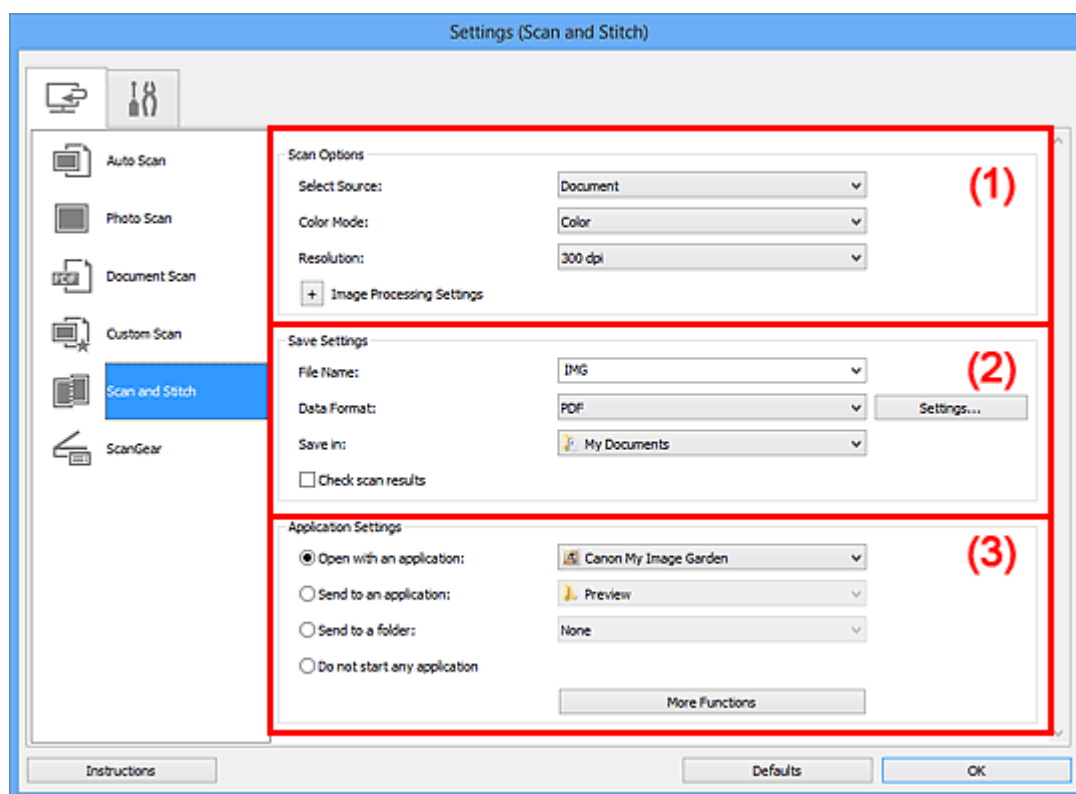 Settings (Scan and Stitch)
Auto Scan
Photo Scan
Document Scan
Custom Scan
Scan and Stitch
ScanGear
Scan Options
(1)
Select Source: Document
Color Mode: Color
Resolution: 300 dpi
+ Image Processing Settings
Save Settings
(2)
File Name: IMG
Data Format: PDF Settings...
Save in: My Documents
Check scan results
Application Settings
(3)
Open with an application: Canon My Image Garden
Send to an application: Preview
Send to a folder: None
Do not start any application
More Functions
Instructions Defaults OK